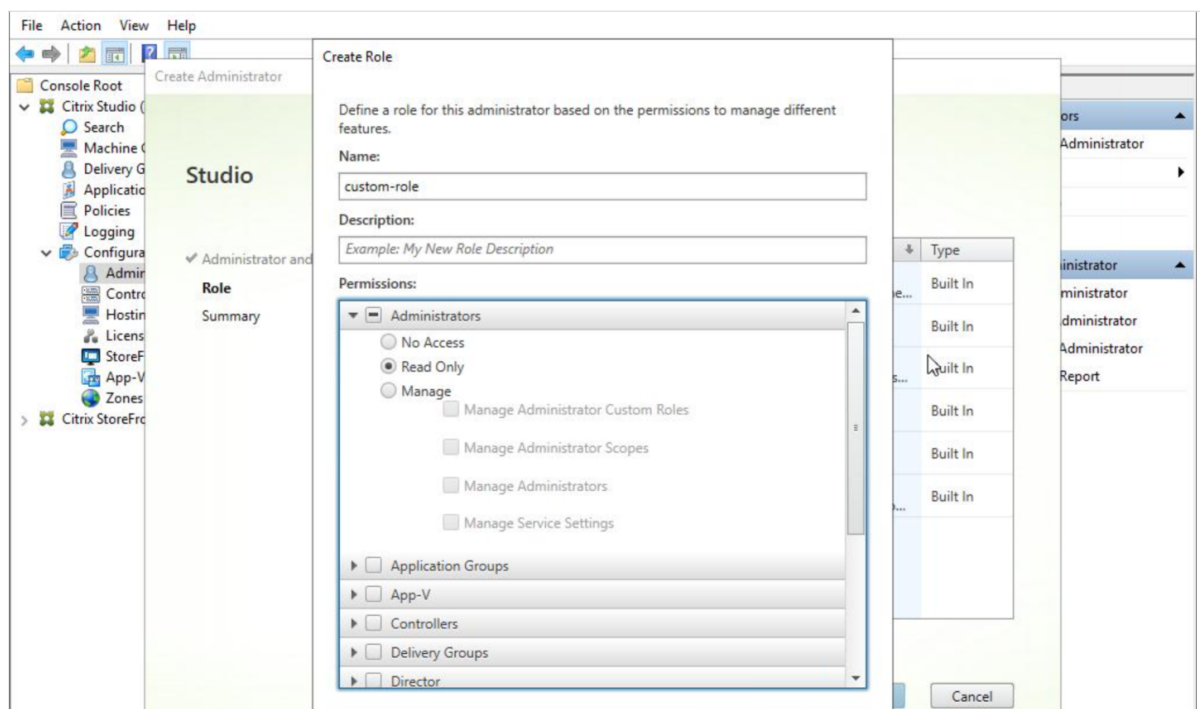 File Action View Help
Console Root
Citrix Studio (
Search
Machine
Delivery G
Applicatio
Policies
Logging
Configura
Admin
Contro
Hostin
Licens
StoreF
App-V
Zones
Citrix StoreFro
Create Administrator
Studio
Administrator and
Role
Summary
Create Role
Define a role for this administrator based on the permissions to manage different
features.
Name:
custom-role
Description:
Example: My New Role Description
Permissions:
Administrators
No Access
Read Only
Manage
Manage Administrator Custom Roles
Manage Administrator Scopes
Manage Administrators
Manage Service Settings
Application Groups
App-V
Controllers
Delivery Groups
Director
Type
e... Built In
Built In
s... Built In
Built In
Built In
Built In
Cancel
ors
Administrator
inistrator
ministrator
dministrator
Administrator
Report